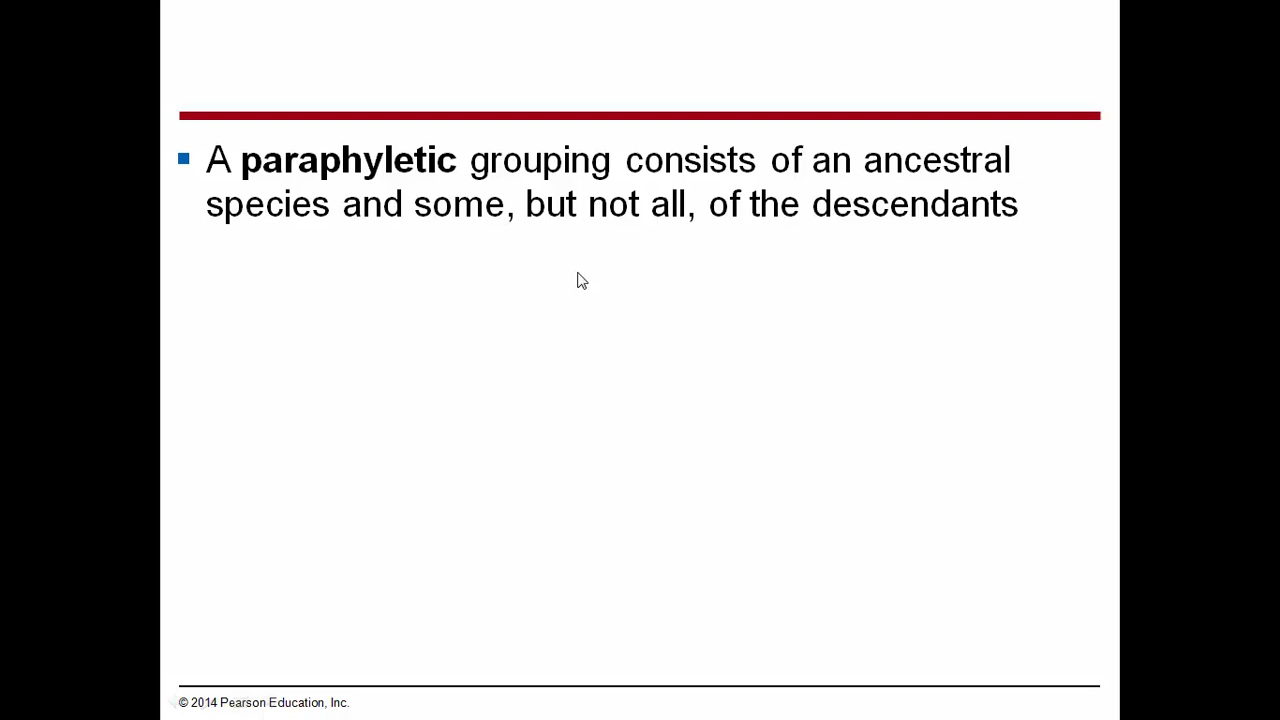 A paraphyletic grouping consists of an ancestral
species and some, but not all, of the descendants
© 2014 Pearson Education, Inc.